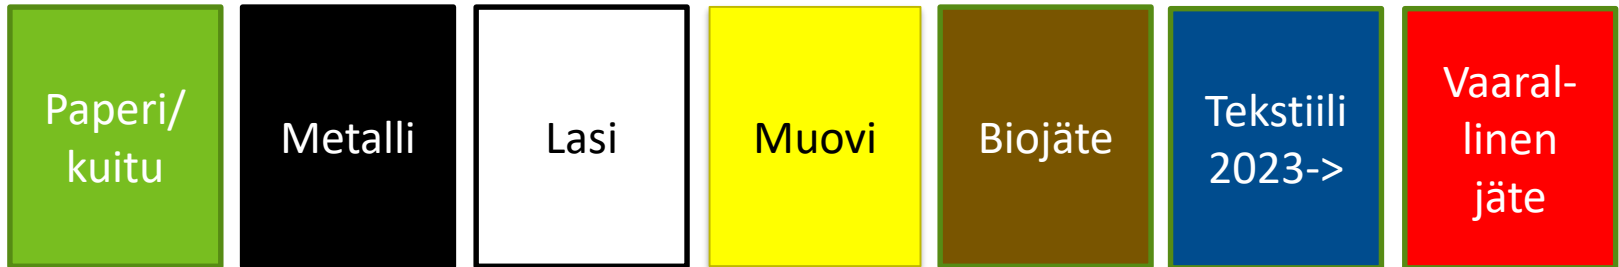 Paperi/
kuitu
Metalli
Lasi
Muovi
Biojäte
Tekstiili
2023->
Vaaral-
linen
jäte